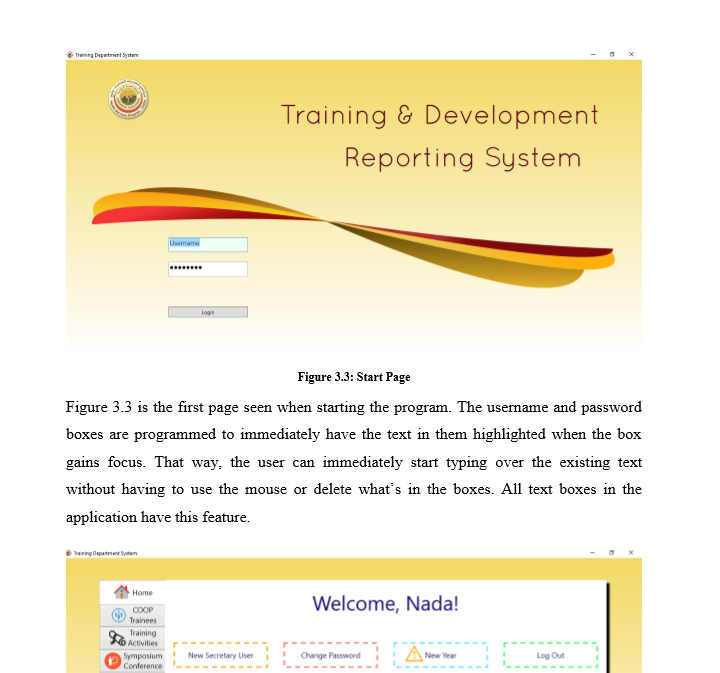 Training Department System
Training & Development
Reporting System
Username
Login
Figure 3.3: Start Page
Figure 3.3 is the first page seen when starting the program. The username and password
boxes are programmed to immediately have the text in them highlighted when the box
gains focus. That way, the user can immediately start typing over the existing text
without having to use the mouse or delete what's in the boxes. All text boxes in the
application have this feature.
Training Department System
Home
COOP
Trainees
Training
Activities
Symposium
Conference
Welcome, Nada!
New Secretary User
Change Password
New Year
Log Out